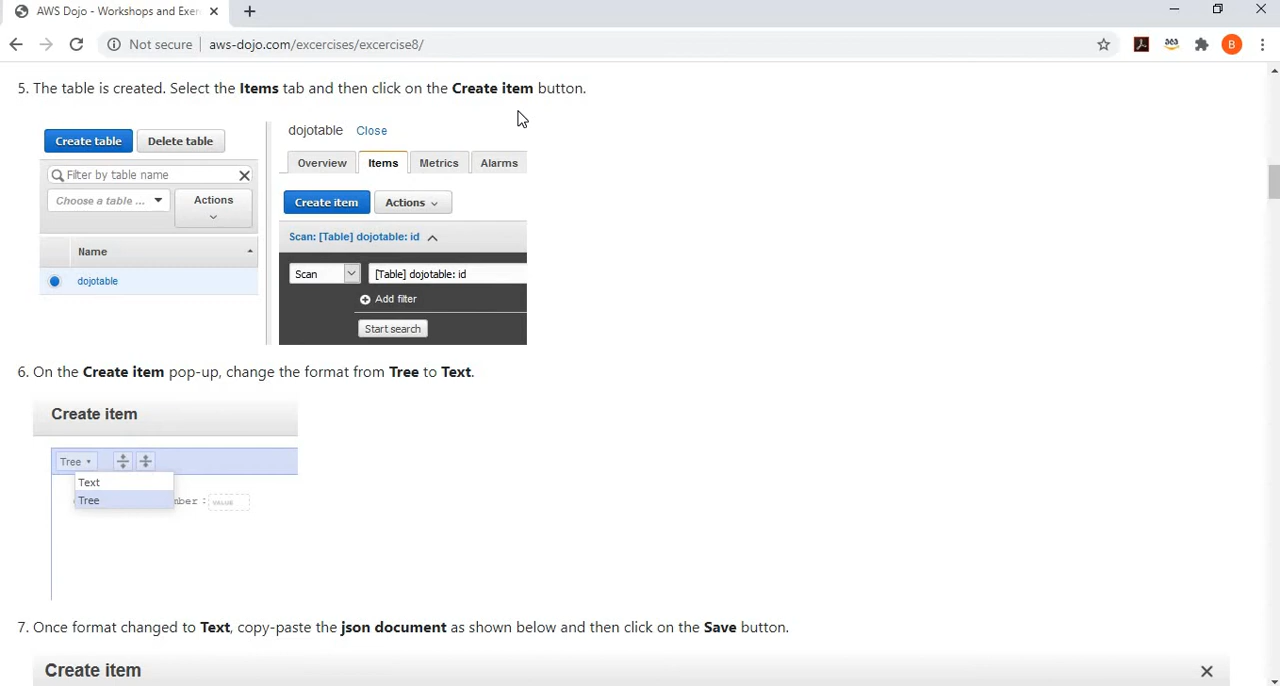 AWS Dojo - Workshops and Exer
Not secure | aws-dojo.com/excercises/excercise8/
B
5. The table is created. Select the Items tab and then click on the Create item button.
Create table Delete table
Filter by table name
Choose a table ... Actions
Name
dojotable
dojotable Close
Overview Items Metrics Alarms
Create item Actions
Scan: [Table] dojotable: id
Scan [Table] dojotable: id
Add filter
Start search
6. On the Create item pop-up, change the format from Tree to Text.
Create item
Tree
Text
Tree mber : VALUE
7. Once format changed to Text, copy-paste the json document as shown below and then click on the Save button.
Create item